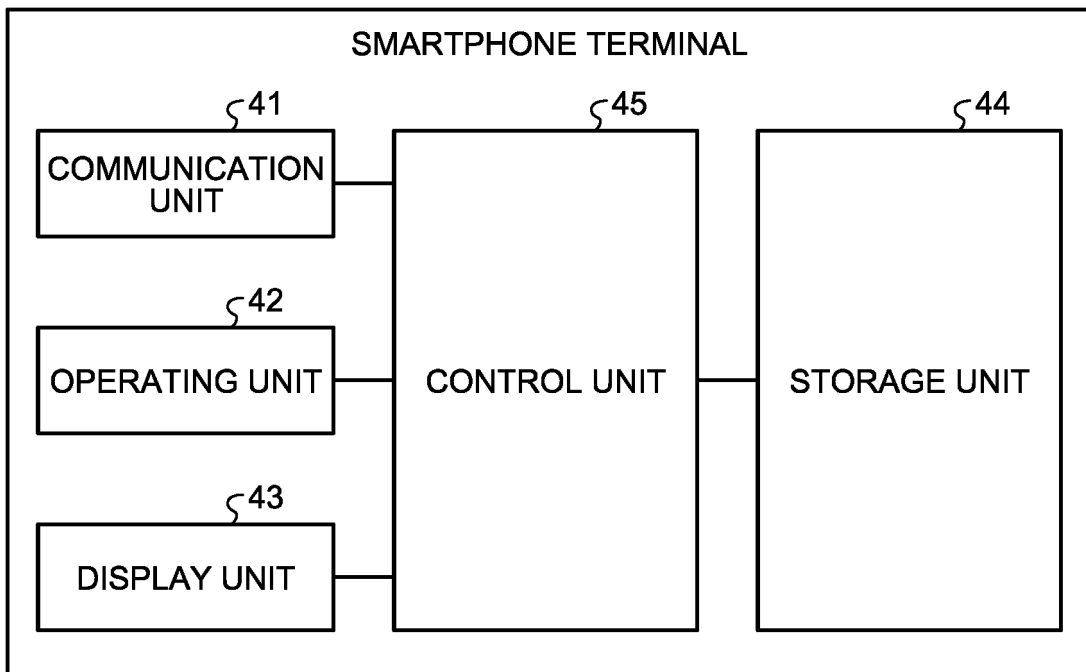 SMARTPHONE TERMINAL
41
COMMUNICATION
UNIT
42
OPERATING UNIT
43
DISPLAY UNIT
45
CONTROL UNIT
44
STORAGE UNIT